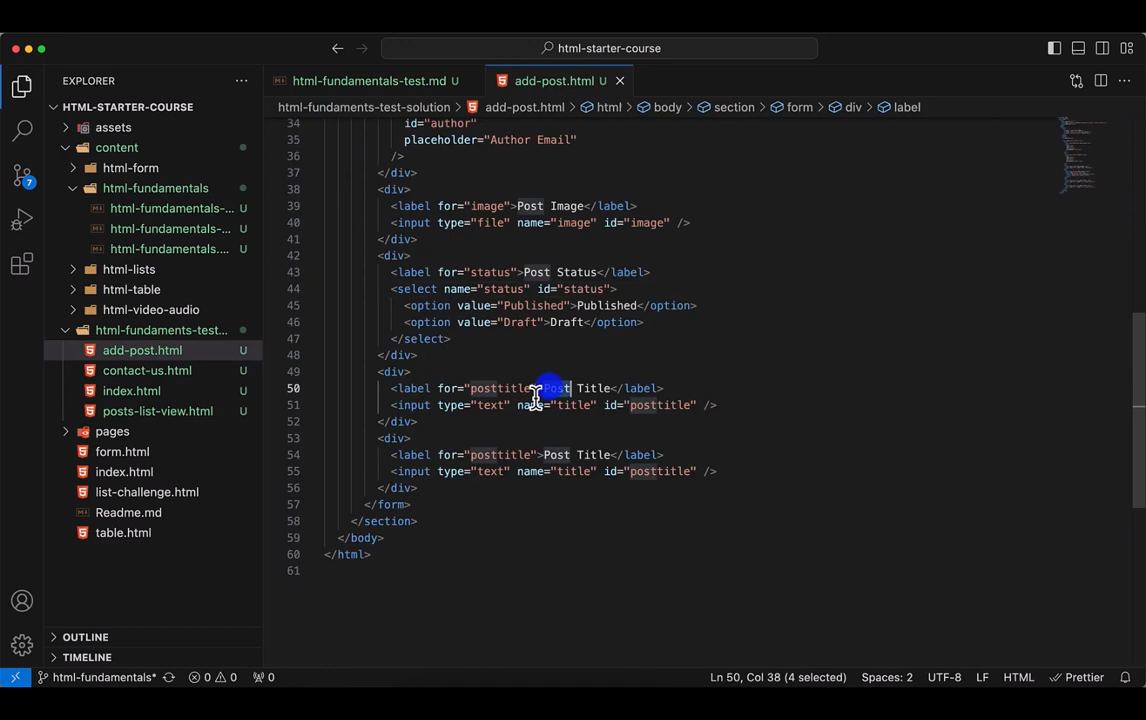 html-starter-course
EXPLORER
html-fundamentals-test.md U
add-post.html U
HTML-STARTER-COURSE
html-fundaments-test-solution > add-post.html > html > body > section > form > div > label
assets
content
html-form
html-fundamentals
html-fumdamentals-... U
html-fumdamentals-... U
html-fundamentals.... U
html-lists
html-table
html-video-audio
html-fundaments-test...
add-post.html U
contact-us.html U
index.html U
posts-list-view.html U
pages
form.html
index.html
list-challenge.html
Readme.md
table.html
OUTLINE
TIMELINE
34 id="author"
35 placeholder="Author Email"
36 />
37 </div>
38 <div>
39 <label for="image">Post Image</label>
40 <input type="file" name="image" id="image" />
41 </div>
42 <div>
43 <label for="status">Post Status</label>
44 <select name="status" id="status">
45 <option value="Published">Published</option>
46 <option value="Draft">Draft</option>
47 </select>
48 </div>
49 <div>
50 <label for="posttitle">Post Title</label>
51 <input type="text" name="title" id="posttitle" />
52 </div>
53 <div>
54 <label for="posttitle">Post Title</label>
55 <input type="text" name="title" id="posttitle" />
56 </div>
57 </form>
58 </section>
59 </body>
60 </html>
61
7
html-fundamentals* 0 0 0 Ln 50, Col 38 (4 selected) Spaces: 2 UTF-8 LF HTML Prettier